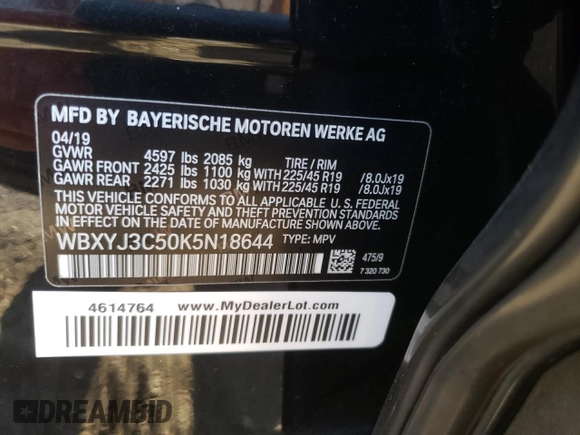 MFD BY BAYERISCHE MOTOREN WERKE AG
04/19
GVWR 4597 lbs 2085 kg TIRE / RIM
GAWR FRONT 2425 lbs 1100 kg WITH 225/45 R19 /8.0Jx19
GAWR REAR 2271 lbs 1030 kg WITH 225/45 R19 /8.0Jx19
THIS VEHICLE CONFORMS TO ALL APPLICABLE U. S. FEDERAL
MOTOR VEHICLE SAFETY, BUMPER, AND THEFT PREVENTION STANDARDS
IN EFFECT ON THE DATE OF MANUFACTURE SHOWN ABOVE.
WBXYJ3C50K5N18644 TYPE: MPV
475/9
7 320 730
4614764 www.MyDealerLot.com
DREAMBID